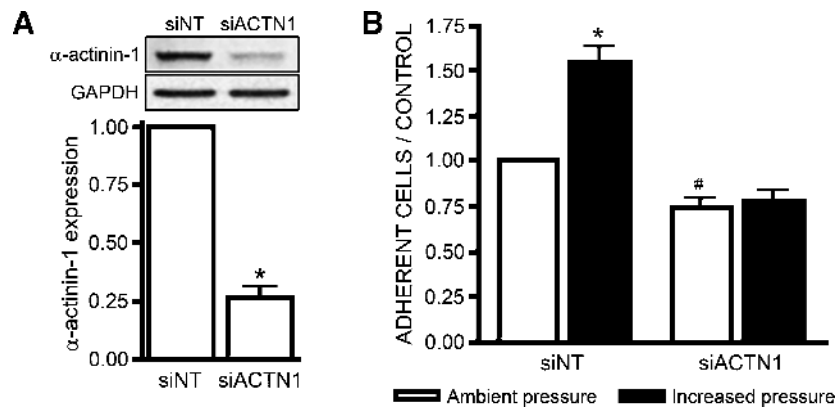 A
siNT siACTN1
α-actinin-1
GAPDH
α-actinin-1 expression
1.00
0.75
0.50
0.25
0.00
*
siNT siACTN1
B
ADHERENT CELLS / CONTROL
1.75
1.50
1.25
1.00
0.75
0.50
0.25
0.00
*
#
siNT siACTN1
Ambient pressure Increased pressure